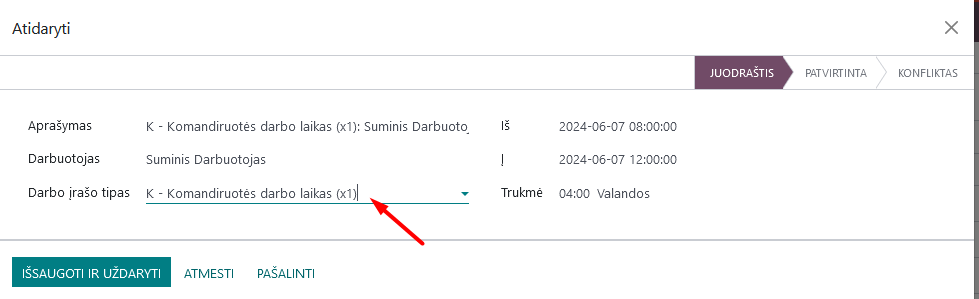 Atidaryti
JUODRAŠTIS PATVIRTINTA KONFLIKTAS
Aprašymas K - Komandiruotės darbo laikas (x1): Suminis Darbuotoj Iš 2024-06-07 08:00:00
Darbuotojas Suminis Darbuotojas Į 2024-06-07 12:00:00
Darbo įrašo tipas K - Komandiruotės darbo laikas (x1) Trukmė 04:00 Valandos
IŠSAUGOTI IR UŽDARYTI ATMESTI PAŠALINTI